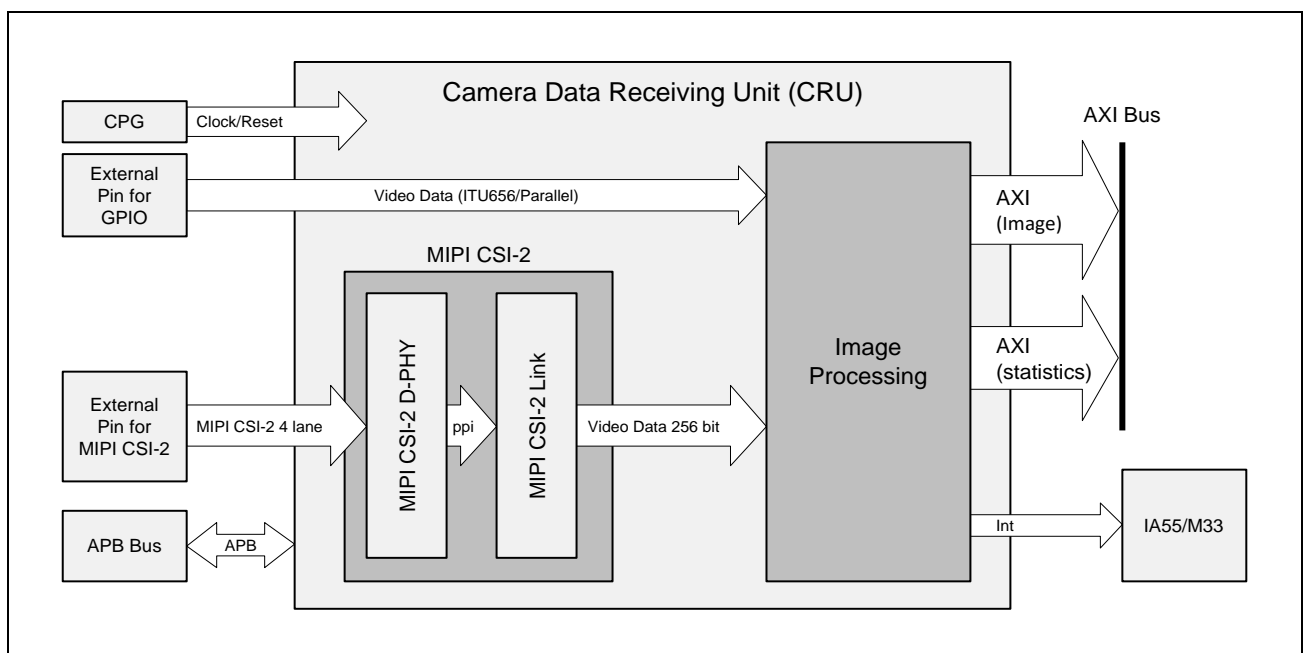 Camera Data Receiving Unit (CRU)
CPG
Clock/Reset
AXI Bus
External
Pin for
GPIO
Video Data (ITU656/Parallel)
AXI
(Image)
MIPI CSI-2
MIPI CSI-2 D-PHY
MIPI CSI-2 Link
Image
Processing
AXI
(statistics)
External
Pin for
MIPI CSI-2
MIPI CSI-2 4 lane
ppi
Video Data 256 bit
APB Bus
APB
Int
IA55/M33